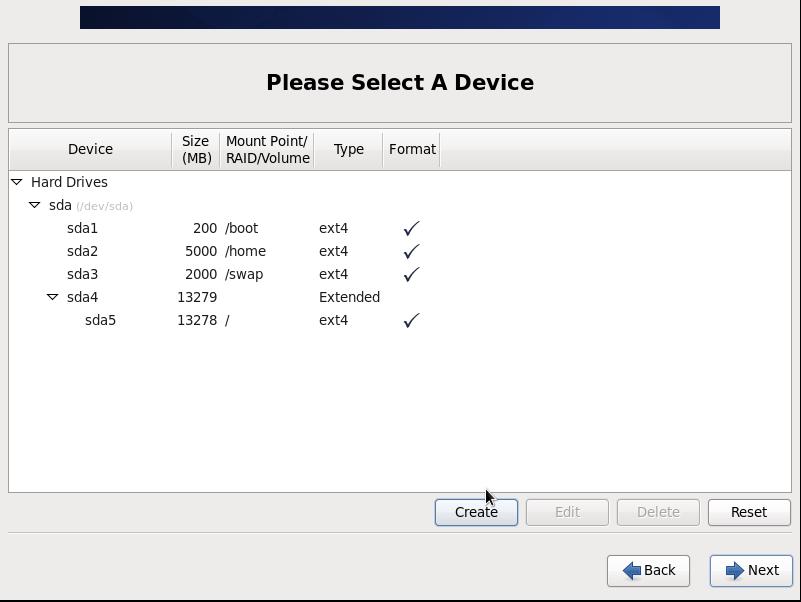 Please Select A Device
Device Size (MB) Mount Point/ RAID/Volume Type Format
Hard Drives
sda (/dev/sda)
sda1 200 /boot ext4
sda2 5000 /home ext4
sda3 2000 /swap ext4
sda4 13279 Extended
sda5 13278 / ext4
Create Edit Delete Reset
Back Next